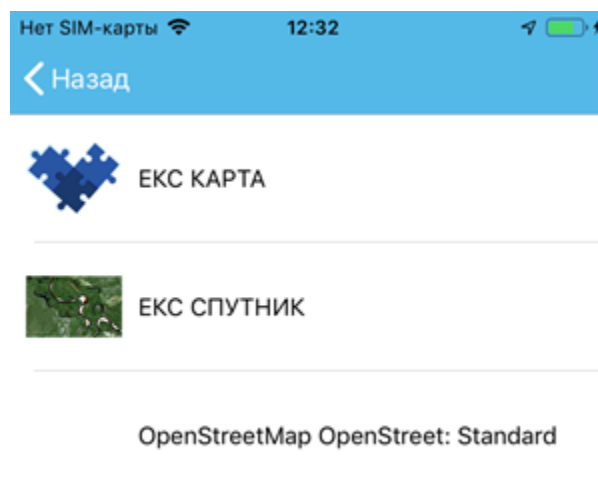 Нет SIM-карты 12:32
Назад
ЕКС КАРТА
ЕКС СПУТНИК
OpenStreetMap OpenStreet: Standard